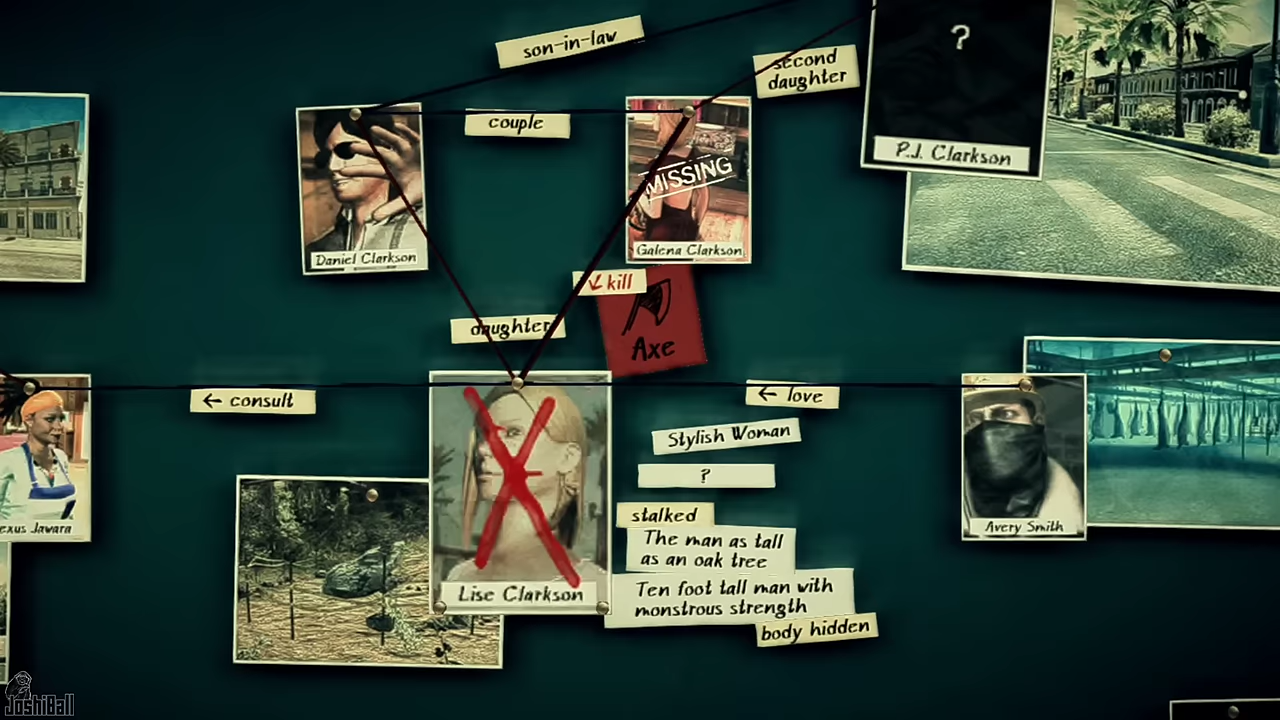 son-in-law
second
daughter
?
couple
P.J. Clarkson
MISSING
Daniel Clarkson
Galena Clarkson
kill
daughter
Axe
← consult
← love
Stylish Woman
?
stalked
The man as tall
as an oak tree
exus Jawara
Avery Smith
Lise Clarkson
Ten foot tall man with
monstrous strength
body hidden
JOSHIBALL